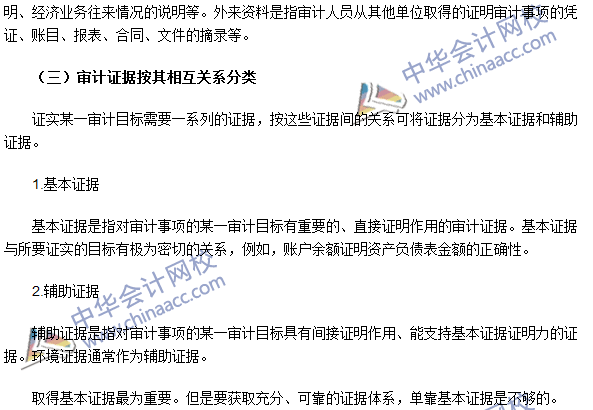 明、经济业务往来情况的说明等。外来资料是指审计人员从其他单位取得的证明审计事项的凭
证、账目、报表、合同、文件的摘录等。
（三）审计证据按其相互关系分类
证实某一审计目标需要一系列的证据，按这些证据间的关系可将证据分为基本证据和辅助
证据。
1.基本证据
基本证据是指对审计事项的某一审计目标有重要的、直接证明作用的审计证据。基本证据
与所要证实的目标有极为密切的关系，例如，账户余额证明资产负债表金额的正确性。
2.辅助证据
辅助证据是指对审计事项的某一审计目标具有间接证明作用、能支持基本证据证明力的证
据。环境证据通常作为辅助证据。
取得基本证据最为重要。但是要获取充分、可靠的证据体系，单靠基本证据是不够的。
中华会计网校
www.chinaacc.com
中华会计网校
www.chinaacc.com